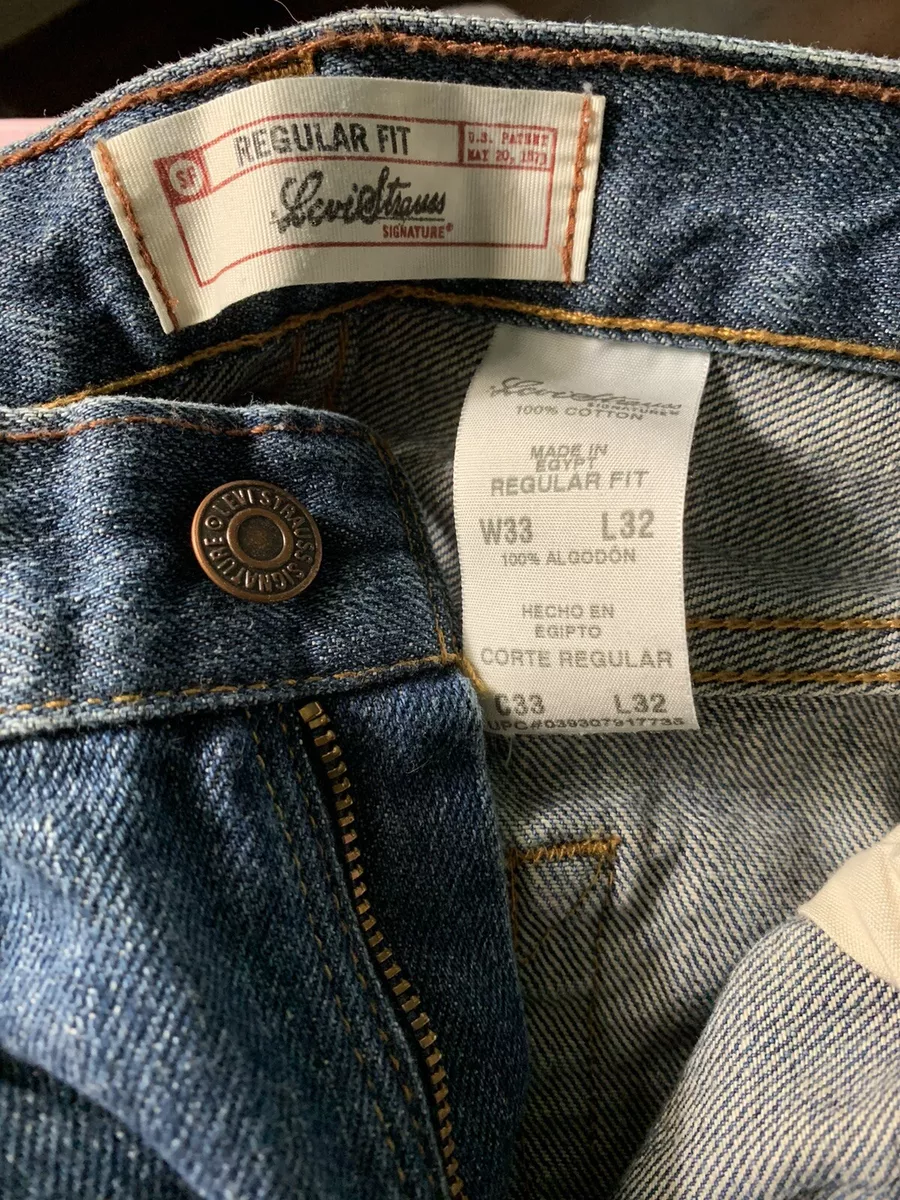 REGULAR FIT
U.S. PATENT
MAY 20, 1873
SF
Levi Strauss
SIGNATURE®
Levi Strauss
SIGNATURE™
100% COTTON
MADE IN
EGYPT
REGULAR FIT
W33 L32
100% ALGODÓN
HECHO EN
EGIPTO
CORTE REGULAR
C33 L32
UPC#039307917735
© LEVI STRAUSS SIGNATURE